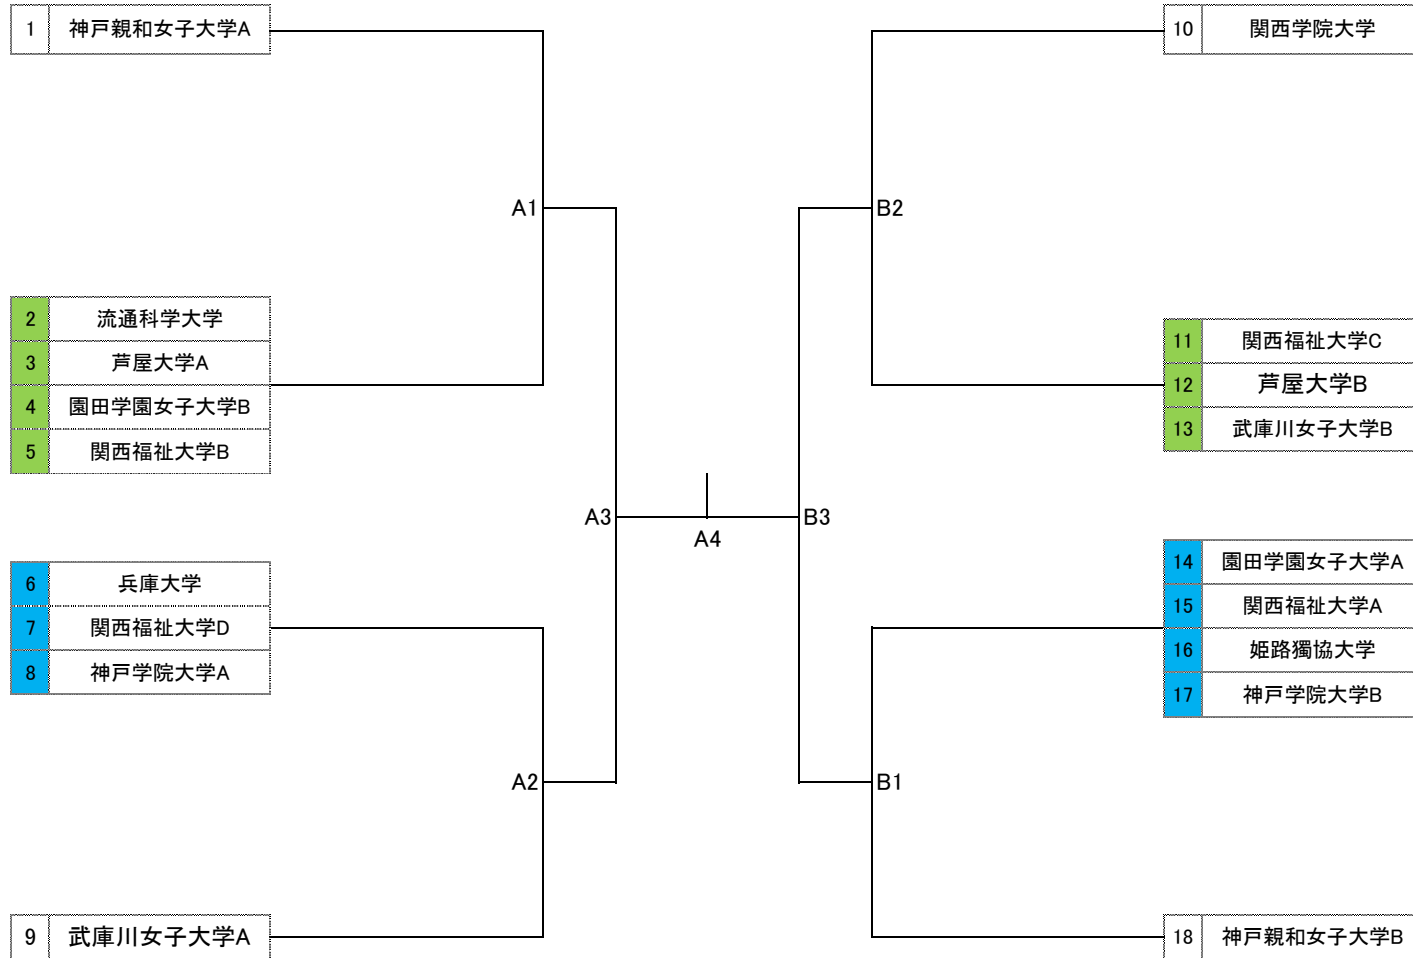 1 神戸親和女子大学A
10 関西学院大学
A1
B2
2 流通科学大学
3 芦屋大学A
4 園田学園女子大学B
5 関西福祉大学B
11 関西福祉大学C
12 芦屋大学B
13 武庫川女子大学B
A3
B3
A4
6 兵庫大学
7 関西福祉大学D
8 神戸学院大学A
14 園田学園女子大学A
15 関西福祉大学A
16 姫路獨協大学
17 神戸学院大学B
A2
B1
9 武庫川女子大学A
18 神戸親和女子大学B